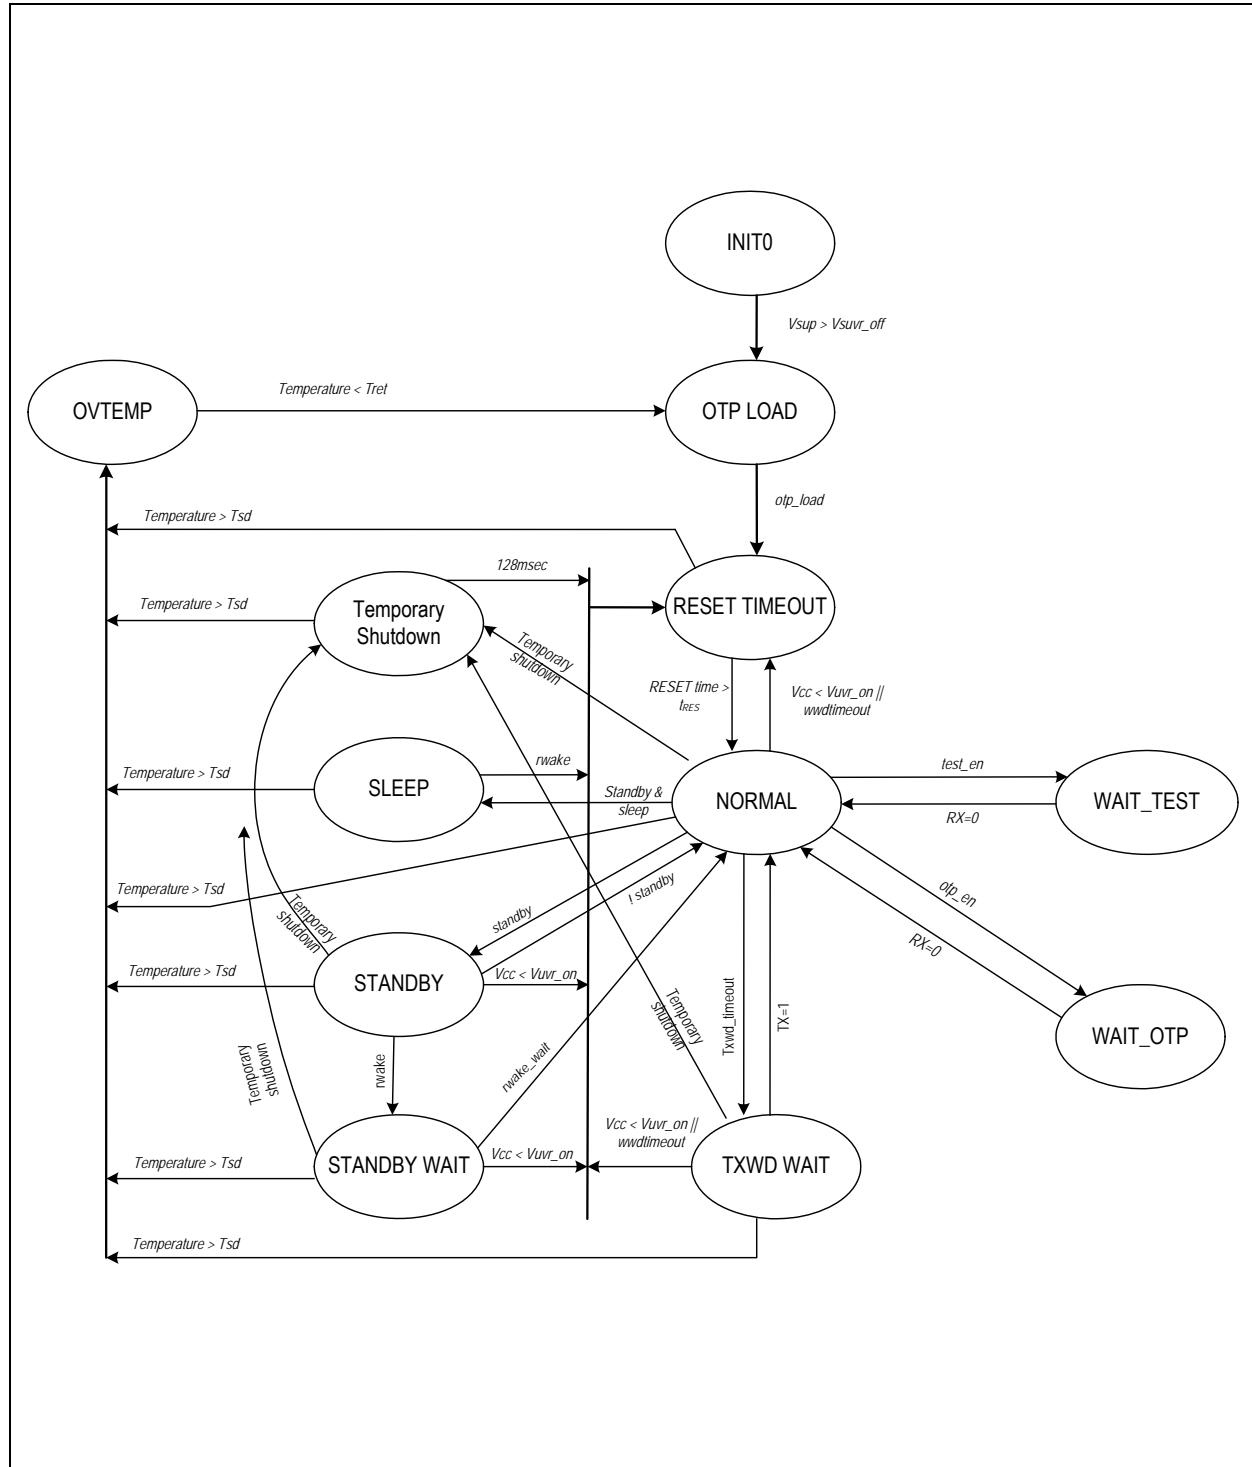 INIT0
Vsup > Vsuvr_off
Temperature < Tret
OVTEMP
OTP LOAD
otp_load
Temperature > Tsd
128msec
Temperature > Tsd
Temporary
Shutdown
RESET TIMEOUT
Temporary
shutdown
RESET time >
tRES
Vcc < Vuvr_on ||
wwdtimeout
Temperature > Tsd
rwake
test_en
SLEEP
Standby &
sleep
NORMAL
WAIT_TEST
RX=0
Temperature > Tsd
! standby
otp_en
standby
Temporary
shutdown
RX=0
Temperature > Tsd
STANDBY
Vcc < Vuvr_on
Temporary
shutdown
Txwd_timeout
TX=1
WAIT_OTP
Temporary
shutdown
rwake
rwake_wait
Vcc < Vuvr_on ||
wwdtimeout
Temperature > Tsd
STANDBY WAIT
Vcc < Vuvr_on
TXWD WAIT
Temperature > Tsd